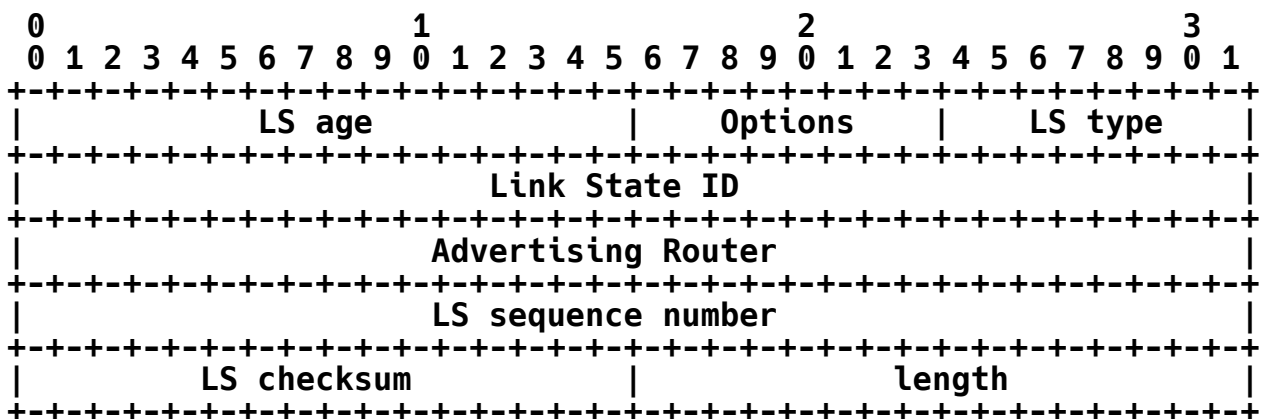 0                   1                   2                   3
 0 1 2 3 4 5 6 7 8 9 0 1 2 3 4 5 6 7 8 9 0 1 2 3 4 5 6 7 8 9 0 1
+-+-+-+-+-+-+-+-+-+-+-+-+-+-+-+-+-+-+-+-+-+-+-+-+-+-+-+-+-+-+-+-+
|            LS age             |    Options    |    LS type    |
+-+-+-+-+-+-+-+-+-+-+-+-+-+-+-+-+-+-+-+-+-+-+-+-+-+-+-+-+-+-+-+-+
|                        Link State ID                          |
+-+-+-+-+-+-+-+-+-+-+-+-+-+-+-+-+-+-+-+-+-+-+-+-+-+-+-+-+-+-+-+-+
|                     Advertising Router                        |
+-+-+-+-+-+-+-+-+-+-+-+-+-+-+-+-+-+-+-+-+-+-+-+-+-+-+-+-+-+-+-+-+
|                     LS sequence number                        |
+-+-+-+-+-+-+-+-+-+-+-+-+-+-+-+-+-+-+-+-+-+-+-+-+-+-+-+-+-+-+-+-+
|         LS checksum           |             length            |
+-+-+-+-+-+-+-+-+-+-+-+-+-+-+-+-+-+-+-+-+-+-+-+-+-+-+-+-+-+-+-+-+